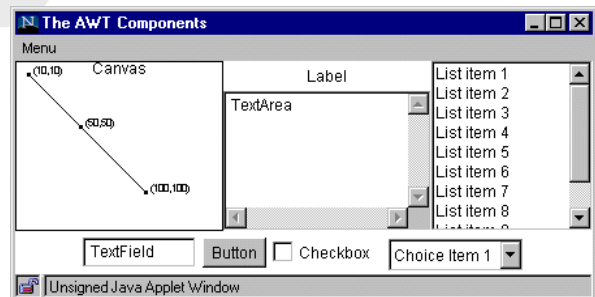 The AWT Components
Menu
Canvas
(10,10)
(50,50)
(100,100)
Label
TextArea
List item 1
List item 2
List item 3
List item 4
List item 5
List item 6
List item 7
List item 8
TextField
Button
Checkbox
Choice Item 1
Unsigned Java Applet Window